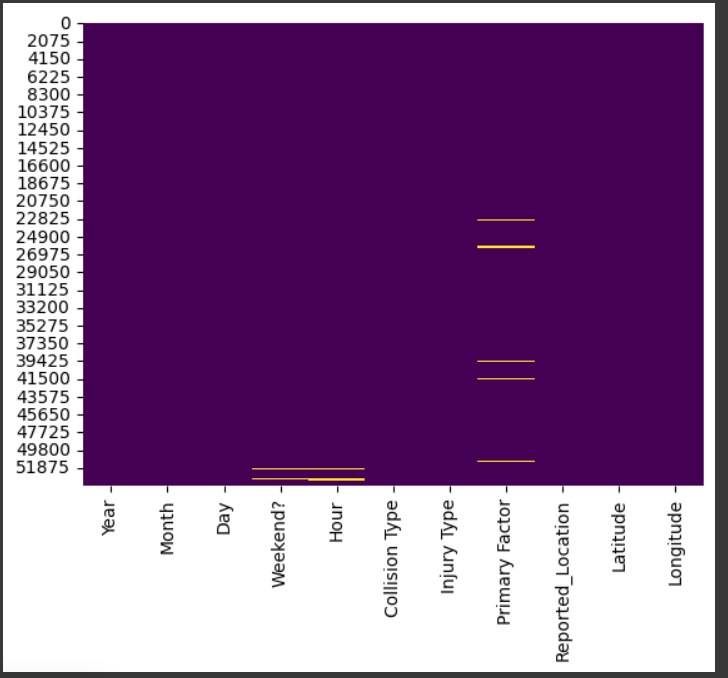 0
2075
4150
6225
8300
10375
12450
14525
16600
18675
20750
22825
24900
26975
29050
31125
33200
35275
37350
39425
41500
43575
45650
47725
49800
51875
Year
Month
Day
Weekend?
Hour
Collision Type
Injury Type
Primary Factor
Reported_Location
Latitude
Longitude